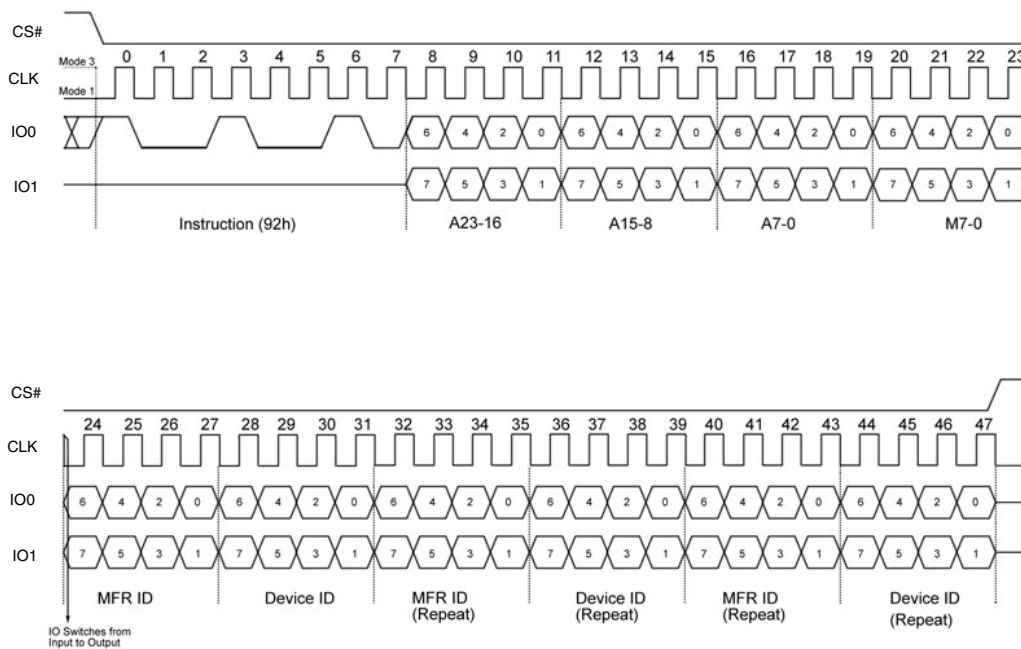 CS#
Mode 3
0 1 2 3 4 5 6 7 8 9 10 11 12 13 14 15 16 17 18 19 20 21 22 23
CLK
Mode 1
IO0 6 4 2 0 6 4 2 0 6 4 2 0 6 4 2 0
IO1 7 5 3 1 7 5 3 1 7 5 3 1 7 5 3 1
Instruction (92h) A23-16 A15-8 A7-0 M7-0
CS#
24 25 26 27 28 29 30 31 32 33 34 35 36 37 38 39 40 41 42 43 44 45 46 47
CLK
IO0 6 4 2 0 6 4 2 0 6 4 2 0 6 4 2 0 6 4 2 0 6 4 2 0
IO1 7 5 3 1 7 5 3 1 7 5 3 1 7 5 3 1 7 5 3 1 7 5 3 1
MFR ID Device ID MFR ID Device ID MFR ID Device ID
(Repeat) (Repeat) (Repeat) (Repeat)
IO Switches from
Input to Output